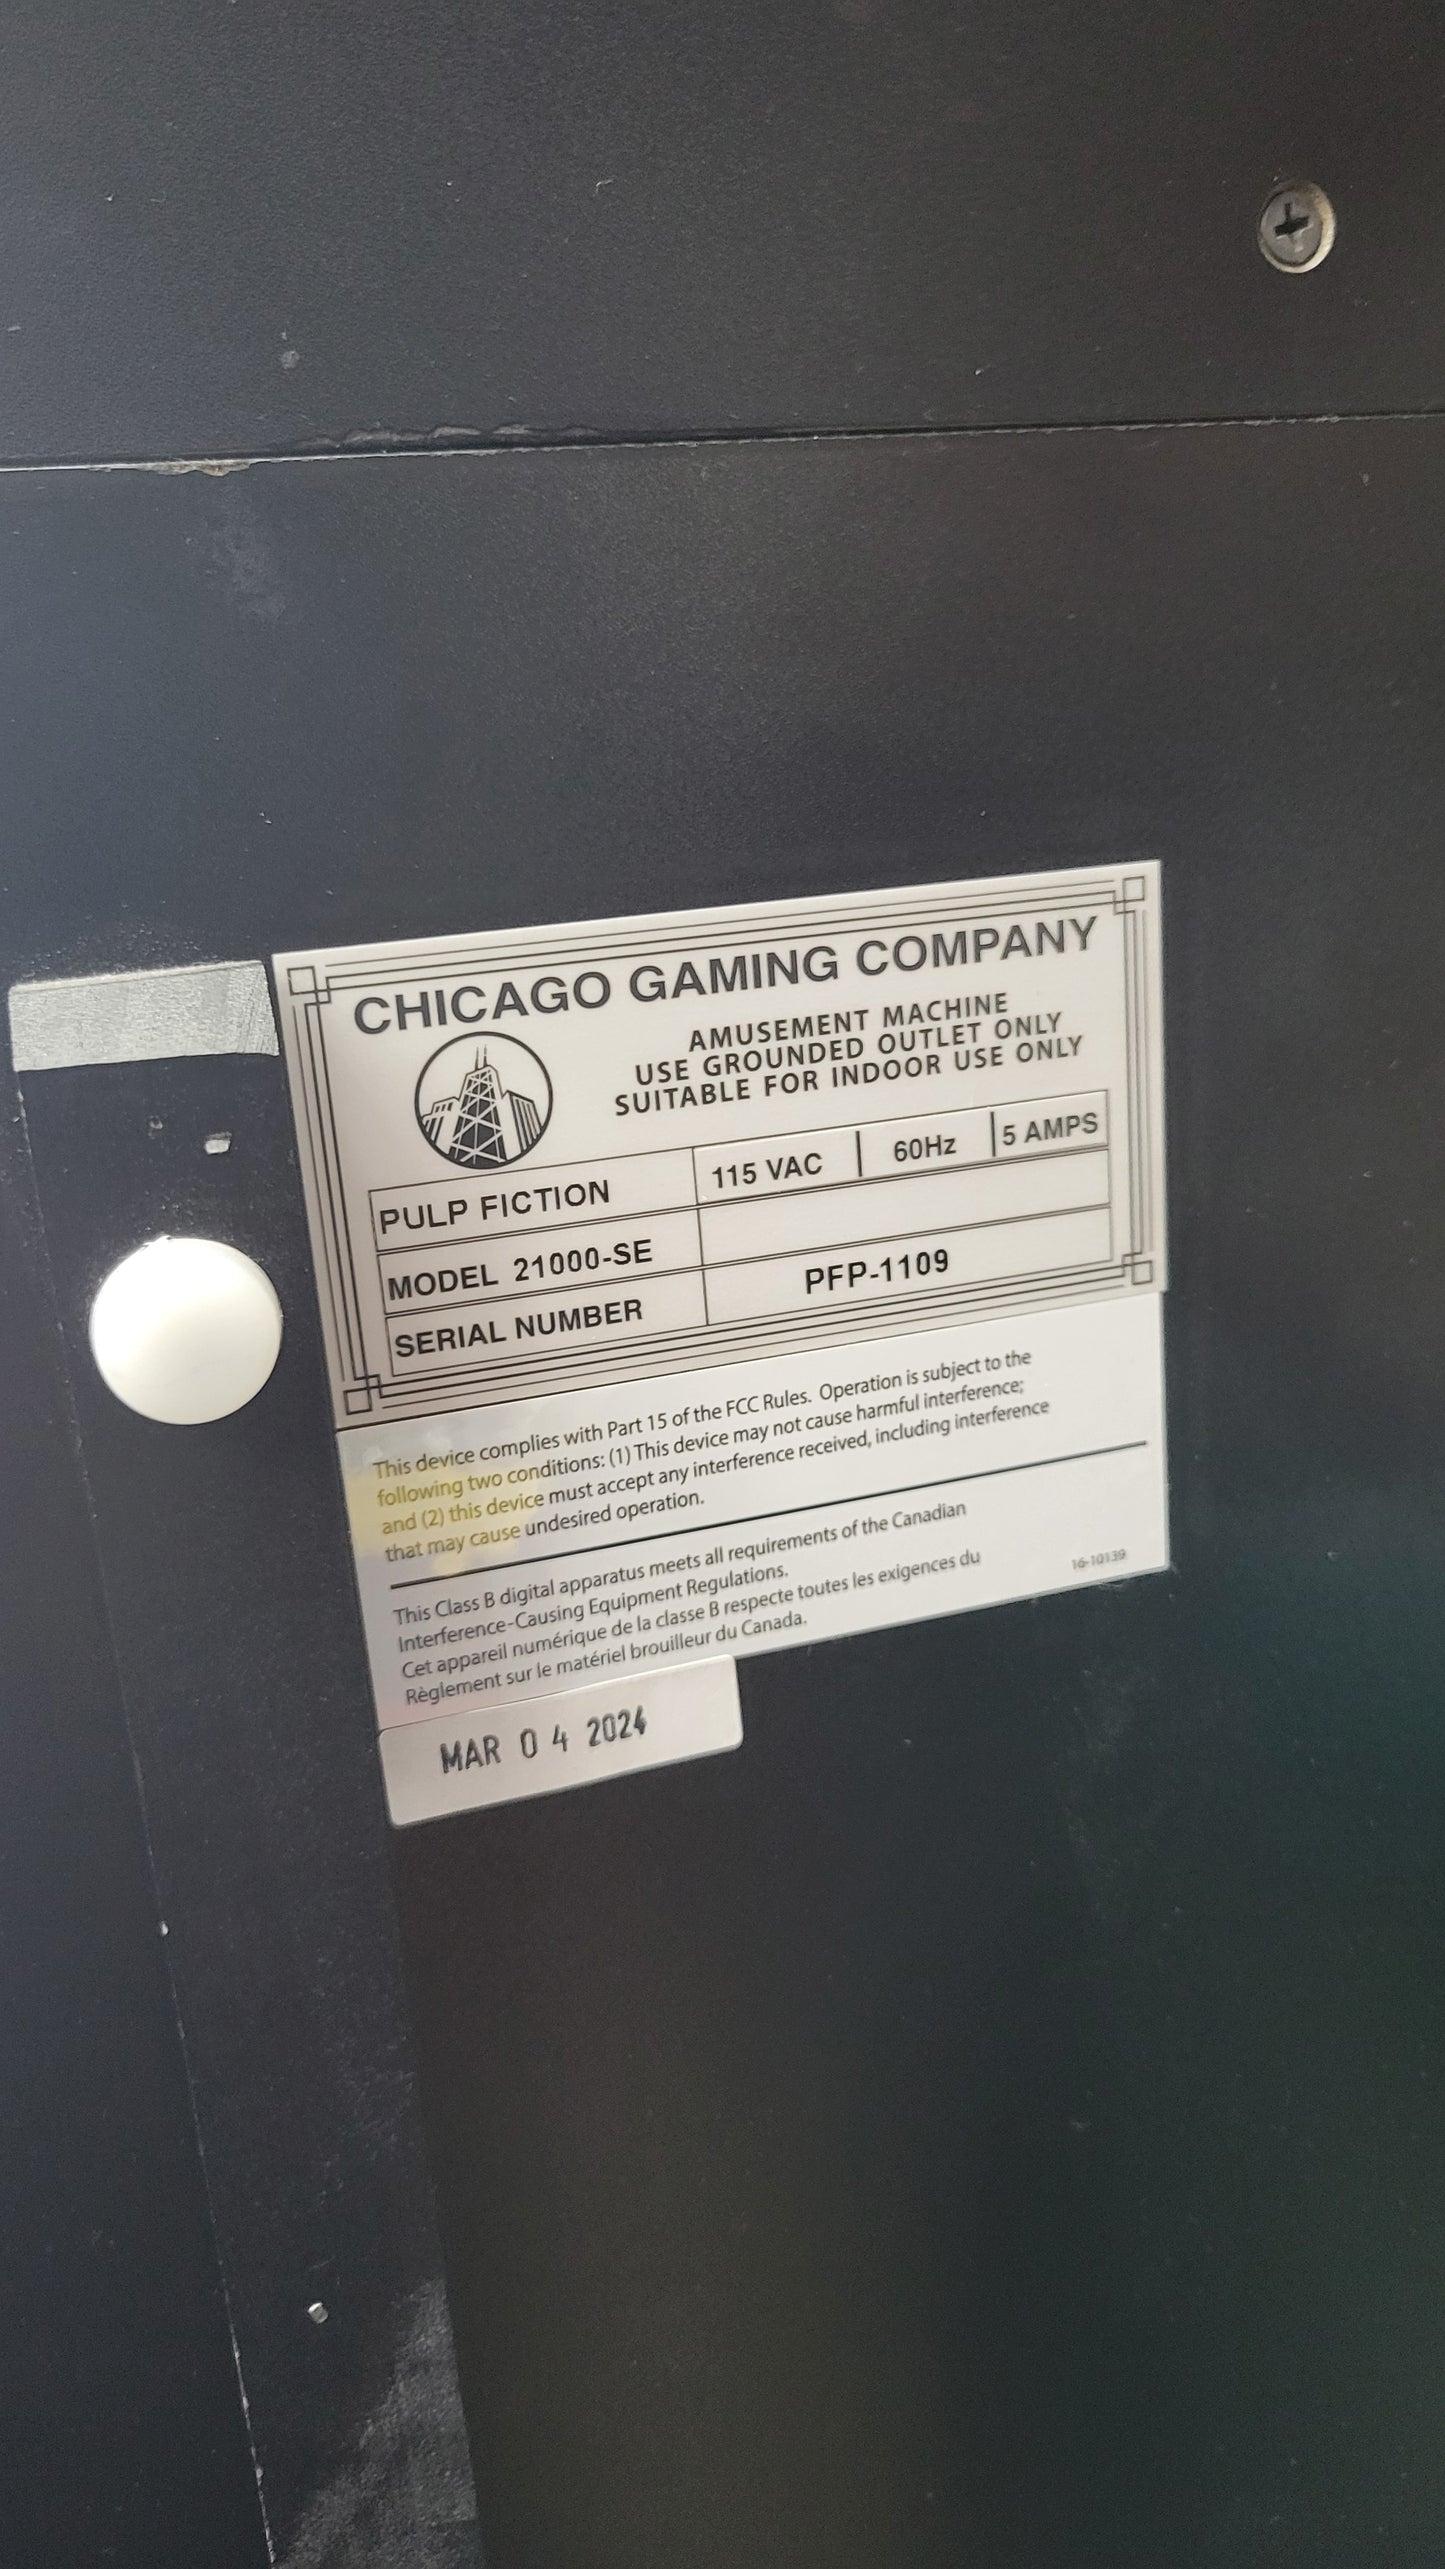 CHICAGO GAMING COMPANY
AMUSEMENT MACHINE
USE GROUNDED OUTLET ONLY
SUITABLE FOR INDOOR USE ONLY
PULP FICTION 115 VAC 60Hz 5 AMPS
MODEL 21000-SE
SERIAL NUMBER PFP-1109
This device complies with Part 15 of the FCC Rules. Operation is subject to the
following two conditions: (1) This device may not cause harmful interference;
and (2) this device must accept any interference received, including interference
that may cause undesired operation.
This Class B digital apparatus meets all requirements of the Canadian
Interference-Causing Equipment Regulations.
Cet appareil numérique de la classe B respecte toutes les exigences du
Règlement sur le matériel brouilleur du Canada.
16-10139
MAR 04 2024